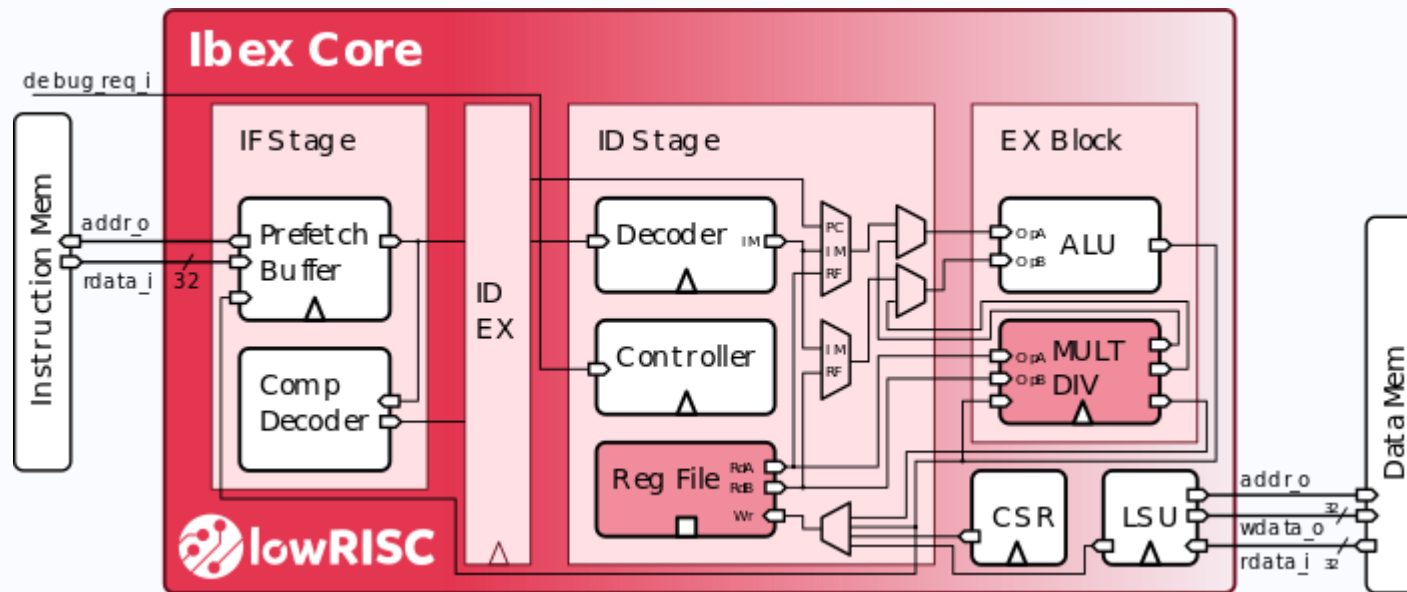 Ibex Core
debug_req_i
IF Stage
ID Stage
EX Block
Instruction Mem
addr_o
rdata_i
32
Prefetch
Buffer
Comp
Decoder
ID
EX
Decoder
IM
Controller
Reg File
RdA
RdB
Wr
PC
IM
RF
IM
RF
OpA
OpB
ALU
OpA
OpB
MULT
DIV
CSR
LSU
addr_o
32
wdata_o
rdata_i
32
Data Mem
lowRISC